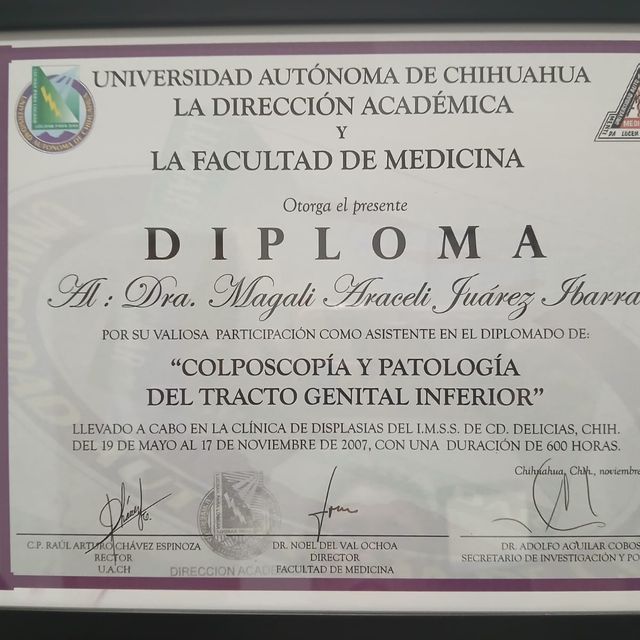 UNIVERSIDAD AUTÓNOMA DE CHIHUAHUA
LA DIRECCIÓN ACADÉMICA
Y
LA FACULTAD DE MEDICINA
Otorga el presente
DIPLOMA
Al: Dra. Magali Araceli Juárez Ibarra
POR SU VALIOSA PARTICIPACIÓN COMO ASISTENTE EN EL DIPLOMADO DE:
“COLPOSCOPÍA Y PATOLOGÍA
DEL TRACTO GENITAL INFERIOR”
LLEVADO A CABO EN LA CLÍNICA DE DISPLASIAS DEL I.M.S.S. DE CD. DELICIAS, CHIH.
DEL 19 DE MAYO AL 17 DE NOVIEMBRE DE 2007, CON UNA DURACIÓN DE 600 HORAS.
Chihuahua, Chih., noviembre
C.P. RAÚL ARTURO CHÁVEZ ESPINOZA
RECTOR
U.A.CH
DR. NOEL DEL VAL OCHOA
DIRECTOR
FACULTAD DE MEDICINA
DR. ADOLFO AGUILAR COBOS
SECRETARIO DE INVESTIGACIÓN Y PO
DIRECCION ACAD